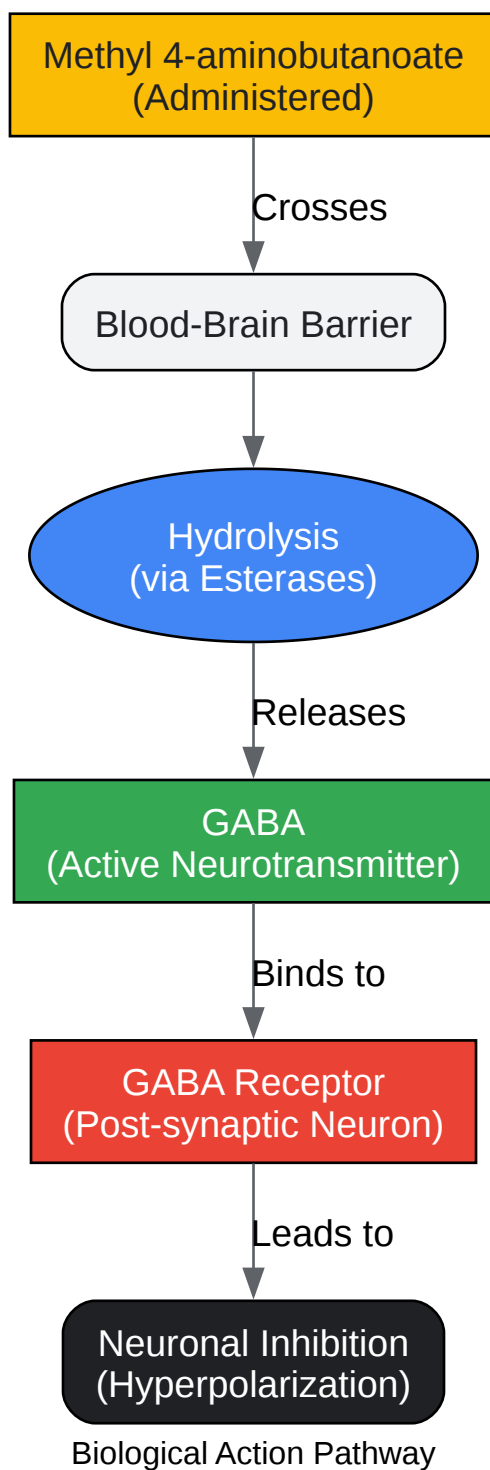 Methyl 4-aminobutanoate
(Administered)
Crosses
Blood-Brain Barrier
Hydrolysis
(via Esterases)
Releases
GABA
(Active Neurotransmitter)
Binds to
GABA Receptor
(Post-synaptic Neuron)
Leads to
Neuronal Inhibition
(Hyperpolarization)
Biological Action Pathway